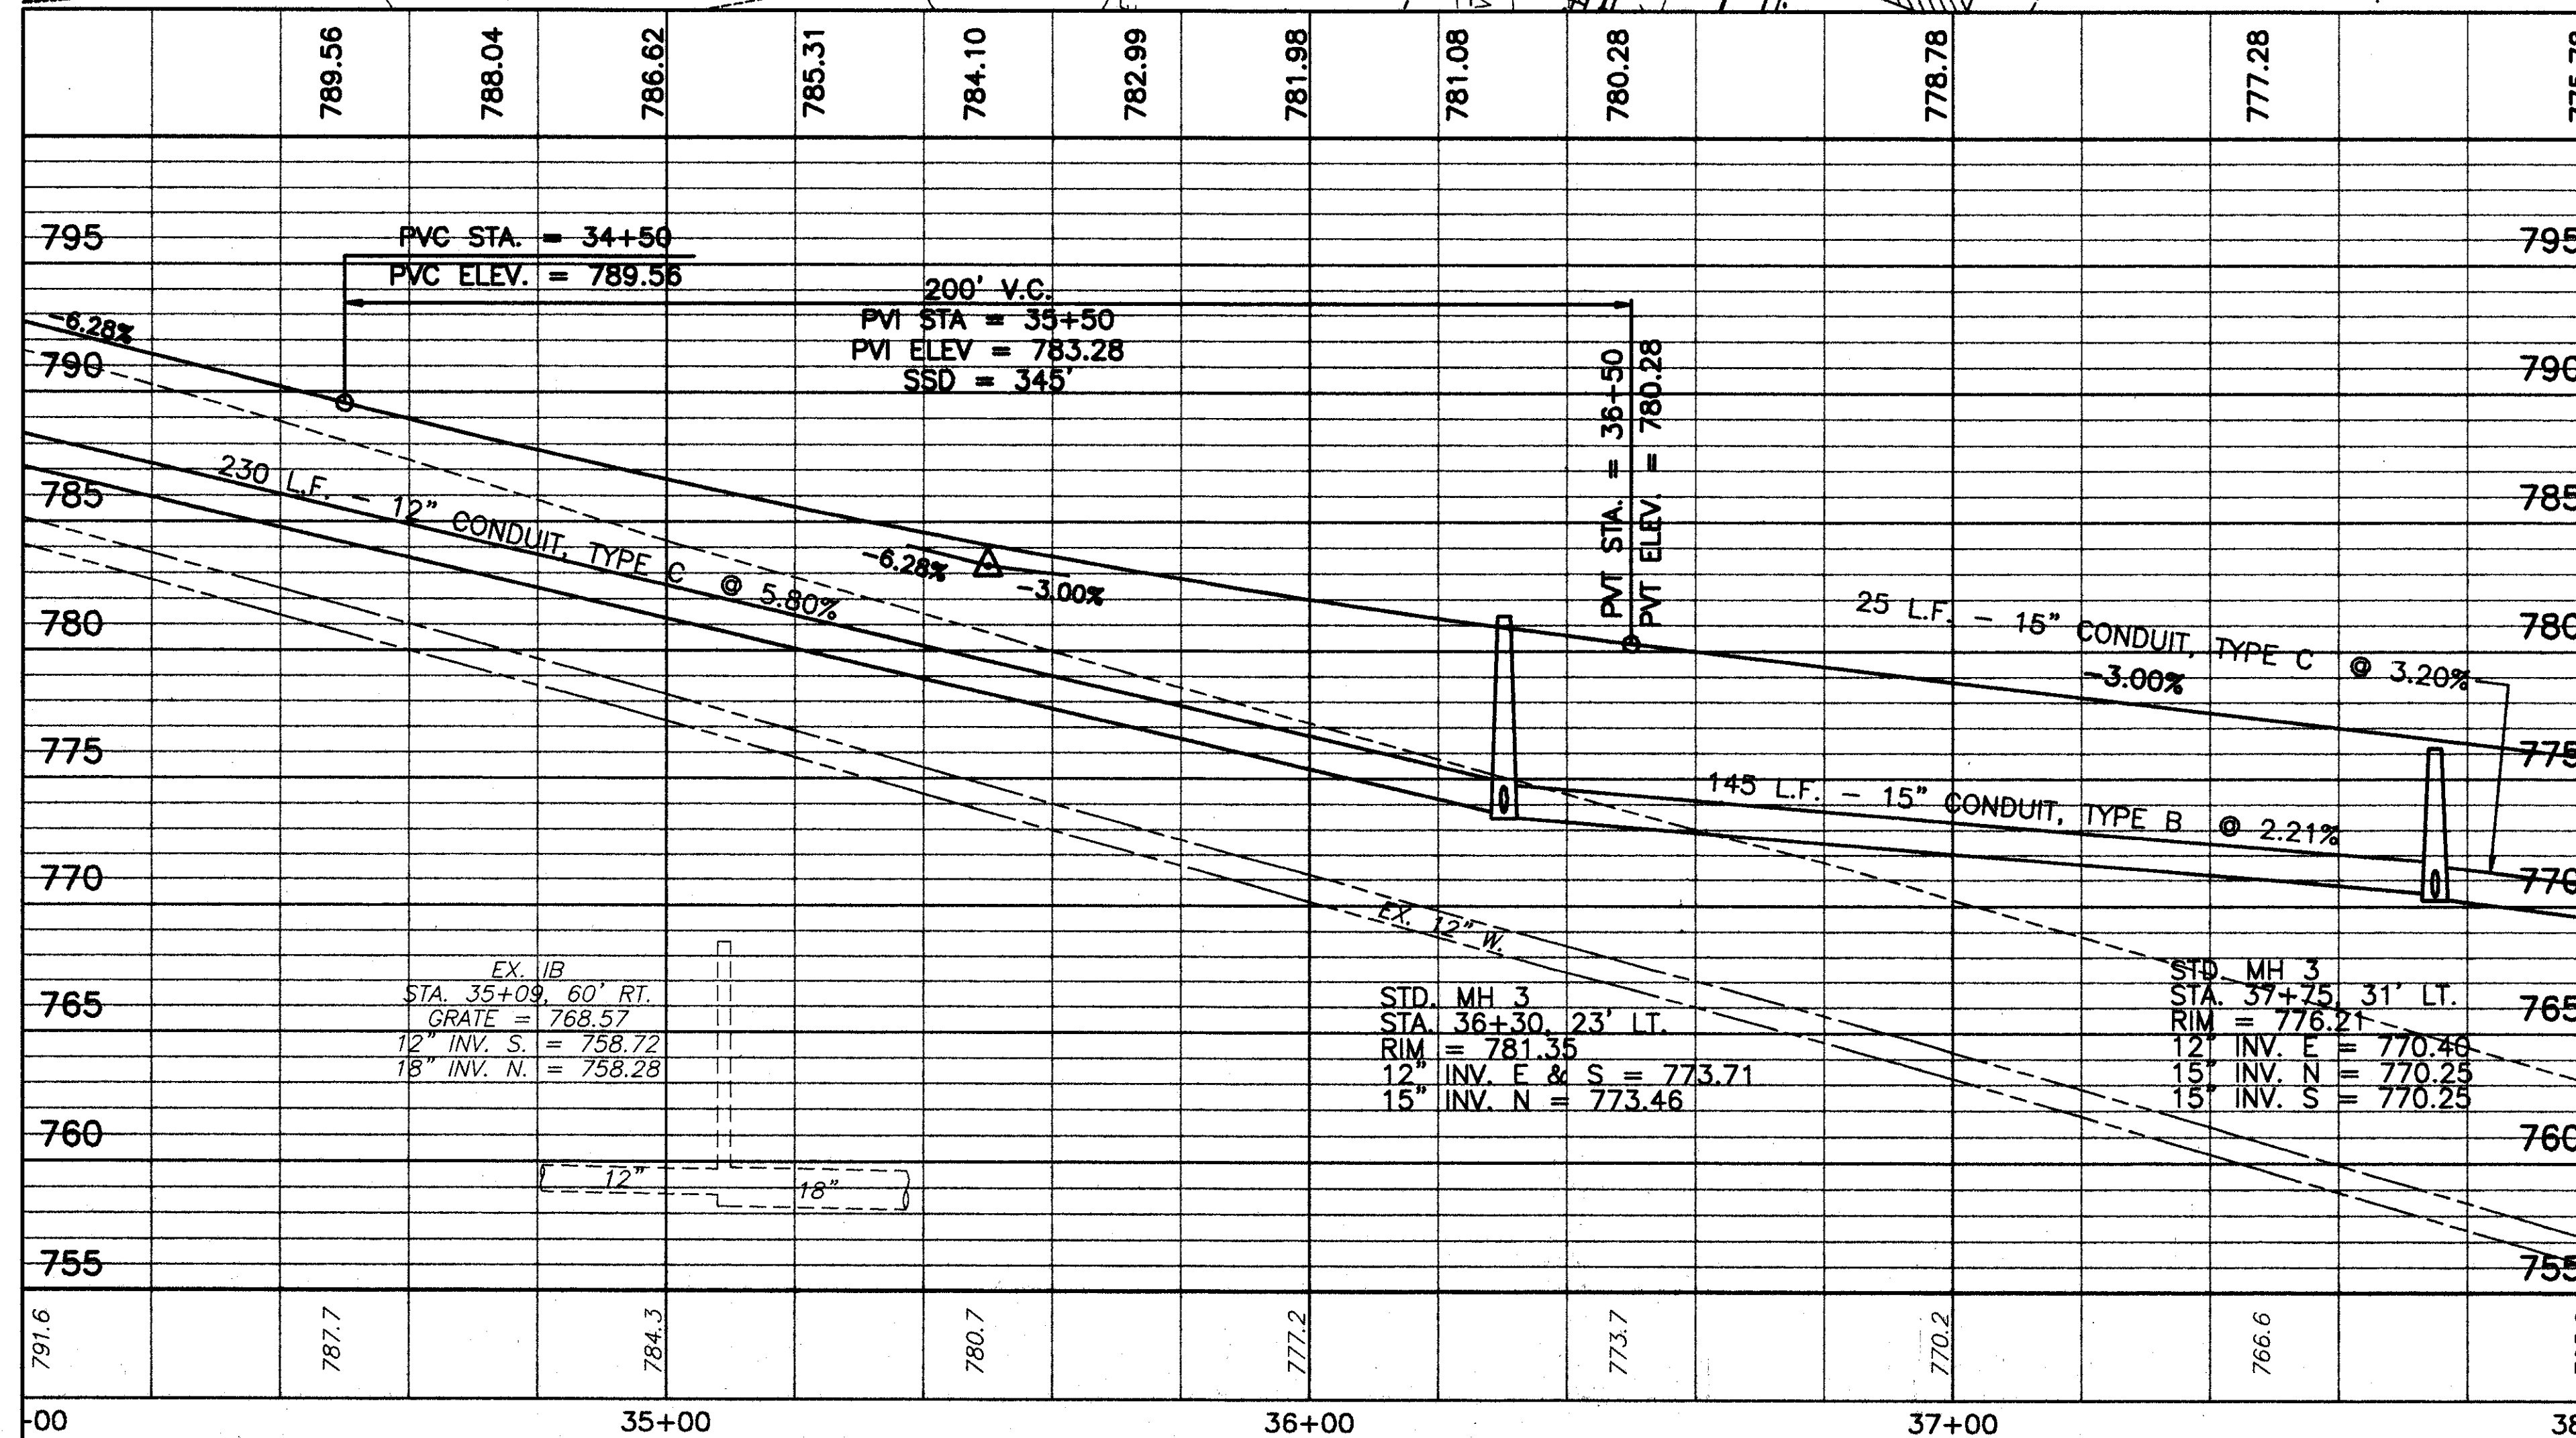 789.56
788.04
786.62
785.31
784.10
782.99
781.98
781.08
780.28
778.78
777.28
795
795
PVC STA. = 34+50
PVC ELEV. = 789.56
200' V.C.
PVI STA = 35+50
PVI ELEV = 783.28
SSD = 345'
-6.28%
790
790
PVT STA. = 36+50
PVT ELEV. = 780.28
785
785
230 L.F. - 12" CONDUIT, TYPE C @ 5.80%
-6.28%
-3.00%
780
780
25 L.F. - 15" CONDUIT, TYPE C @ 3.20%
-3.00%
775
775
145 L.F. - 15" CONDUIT, TYPE B @ 2.21%
770
770
EX. 12" W.
EX. IB
STA. 35+09, 60' RT.
GRATE = 768.57
12" INV. S. = 758.72
18" INV. N. = 758.28
765
765
STD. MH 3
STA. 36+30, 23' LT.
RIM = 781.35
12" INV. E & S = 773.71
15" INV. N = 773.46
STD. MH 3
STA. 37+75, 31' LT.
RIM = 776.21
12" INV. E = 770.40
15" INV. N = 770.25
15" INV. S = 770.25
760
760
12"
18"
755
755
791.6
787.7
784.3
780.7
777.2
773.7
770.2
766.6
-00
35+00
36+00
37+00
38